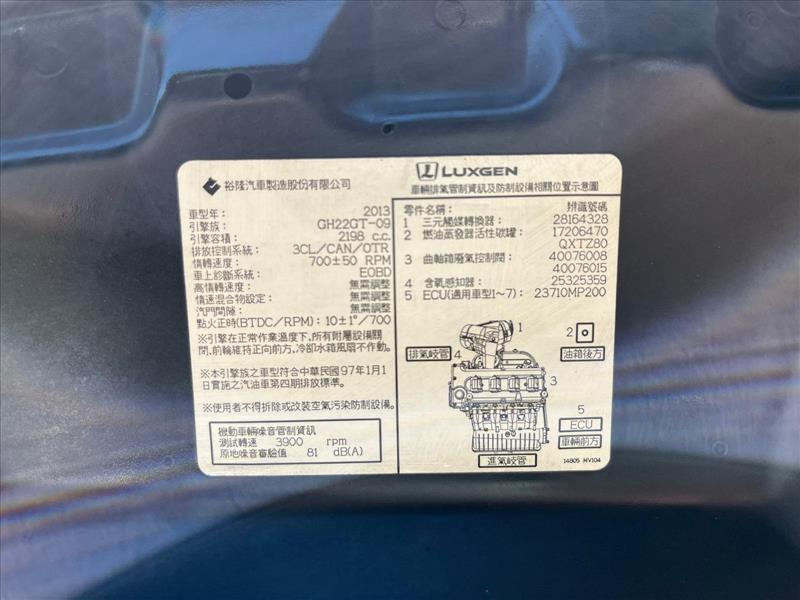 裕隆汽車製造股份有限公司
車型年： 2013
引擎族： GH22GT-09
引擎容積： 2198 c.c.
排放控制系統： 3CL/CAN/OTR
惰轉速度： 700±50 RPM
車上診斷系統： EOBD
高惰轉速度： 無需調整
惰速混合物設定： 無需調整
汽門間隙： 無需調整
點火正時(BTDC/RPM)：10±1°/700
※引擎在正常作業溫度下,所有附屬設備關
閉,前輪維持正向前方,冷卻水箱風扇不作動。
※本引擎族之車型符合中華民國97年1月1
日實施之汽油車第四期排放標準。
※使用者不得拆除或改裝空氣污染防制設備。
機動車輛噪音管制資訊
測試轉速 3900 rpm
原地噪音審驗值 81 dB(A)
LUXGEN
車輛排氣管制資訊及防制設備相關位置示意圖
零件名稱： 辨識號碼
1 三元觸媒轉換器： 28164328
2 燃油蒸發器活性碳罐： 17206470
QXTZ80
3 曲軸箱廢氣控制閥： 40076008
40076015
4 含氧感知器： 25325359
5 ECU(適用車型1~7)： 23710MP200
1
2
油箱後方
排氣岐管
4
3
5
ECU
車輛前方
進氣岐管
14805 MV104